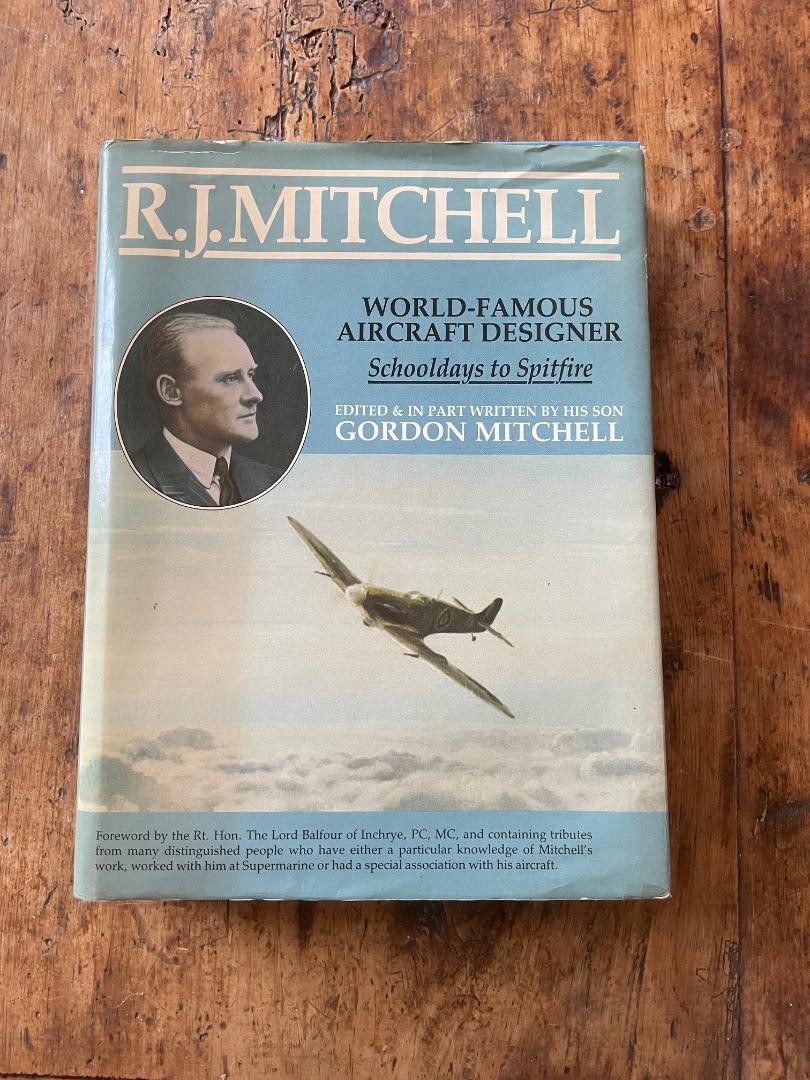 R.J.MITCHELL
WORLD-FAMOUS
AIRCRAFT DESIGNER
Schooldays to Spitfire
EDITED & IN PART WRITTEN BY HIS SON
GORDON MITCHELL
Foreword by the Rt. Hon. The Lord Balfour of Inchrye, PC, MC, and containing tributes
from many distinguished people who have either a particular knowledge of Mitchell's
work, worked with him at Supermarine or had a special association with his aircraft.